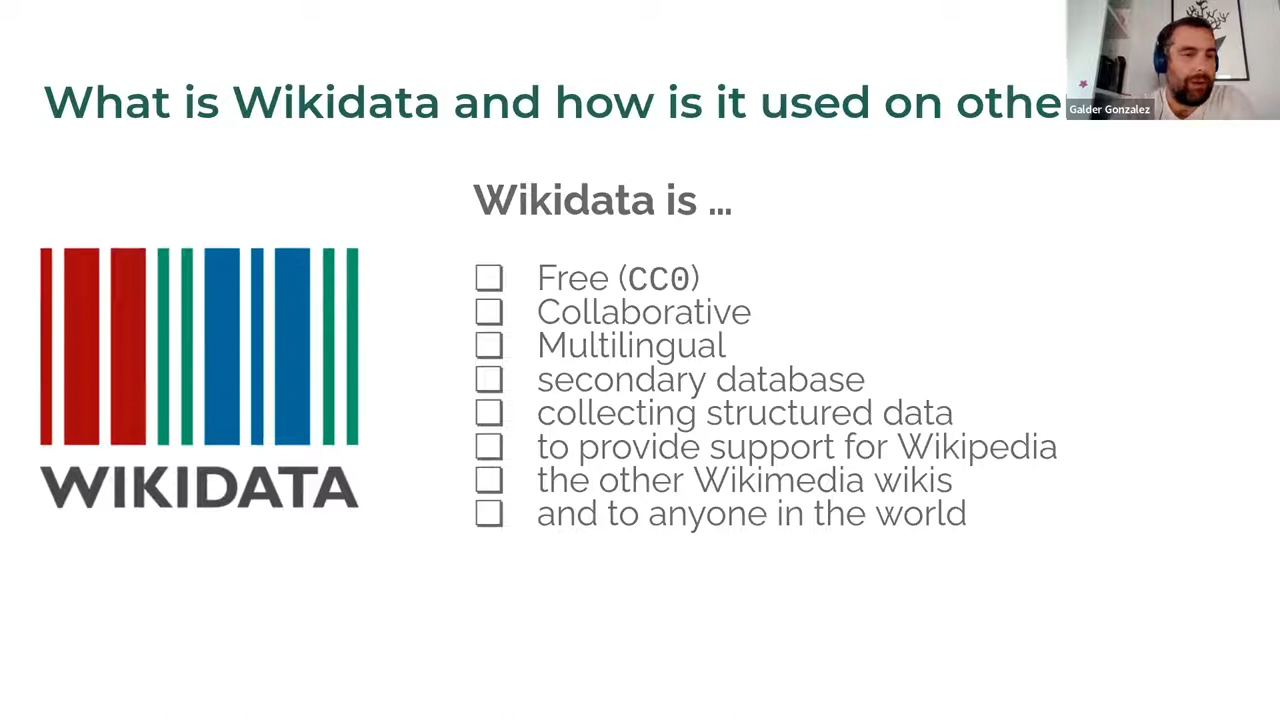 What is Wikidata and how is it used on othe
Galder Gonzalez
Wikidata is ...
Free (CC0)
Collaborative
Multilingual
secondary database
collecting structured data
to provide support for Wikipedia
the other Wikimedia wikis
and to anyone in the world
WIKIDATA